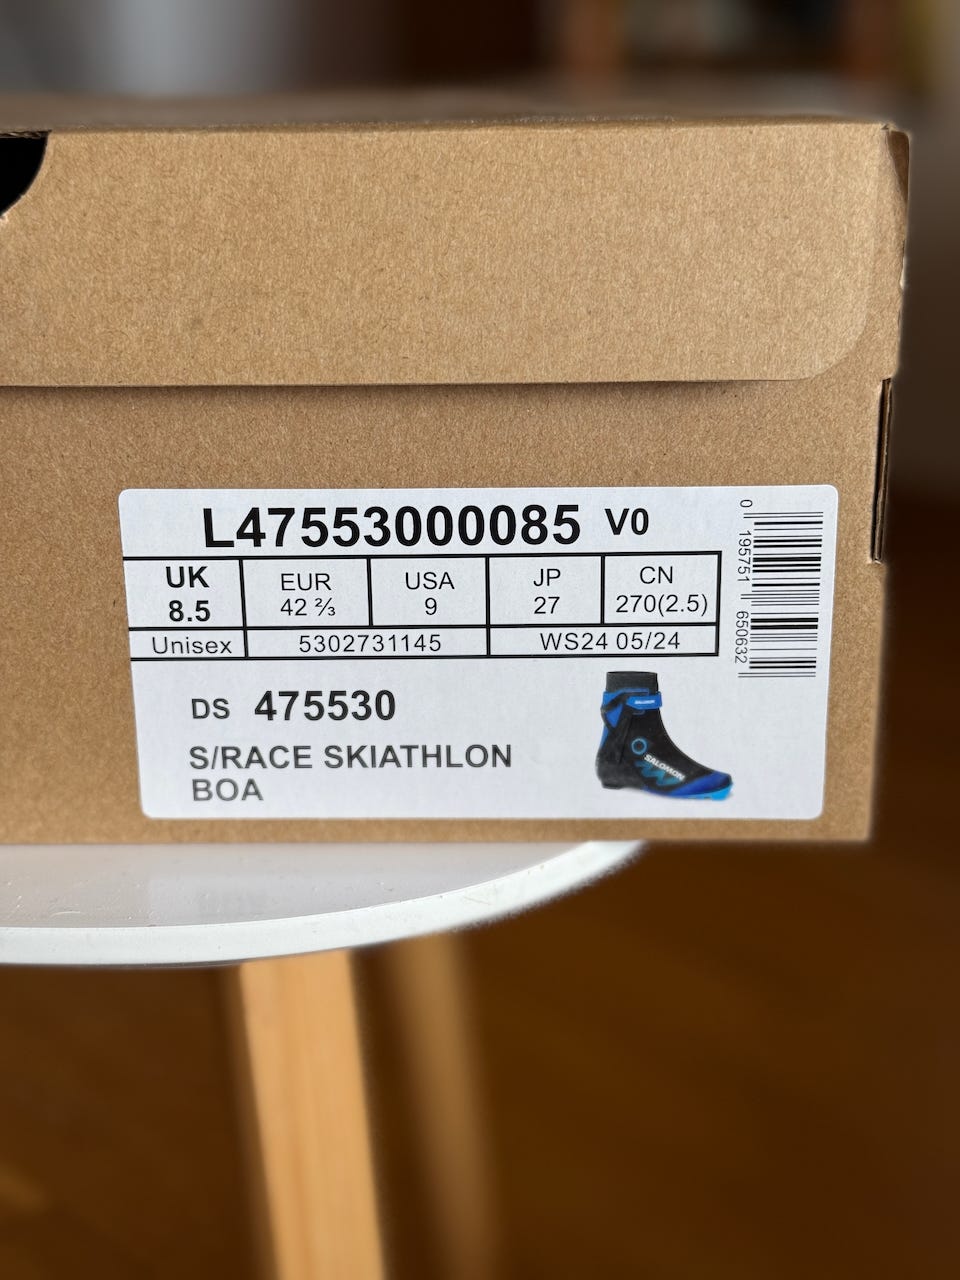 L47553000085 V0
UK EUR USA JP CN
8.5 42 ⅔ 9 27 270(2.5)
Unisex 5302731145 WS24 05/24
DS 475530
S/RACE SKIATHLON
BOA
0 195751 650632
SALOMON
SALOMON